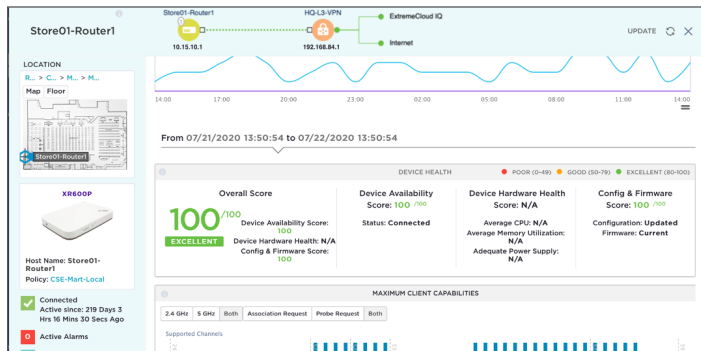 Store01-Router1
Store01-Router1
HQ-L3-VPN
ExtremeCloud IQ
Internet
10.15.10.1
192.168.84.1
UPDATE
LOCATION
R... > C... > M... > M...
Map Floor
Store01-Router1
14:00 17:00 20:00 23:00 02:00 05:00 08:00 11:00 14:00
From 07/21/2020 13:50:54 to 07/22/2020 13:50:54
DEVICE HEALTH
POOR (0-49) GOOD (50-79) EXCELLENT (80-100)
Overall Score
100/100
EXCELLENT
Device Availability Score:
100
Device Hardware Health: N/A
Config & Firmware Score:
100
Device Availability
Score: 100 /100
Status: Connected
Device Hardware Health
Score: N/A
Average CPU: N/A
Average Memory Utilization:
N/A
Adequate Power Supply:
N/A
Config & Firmware
Score: 100 /100
Configuration: Updated
Firmware: Current
XR600P
Host Name: Store01-
Router1
Policy: CSE-Mart-Local
Connected
Active since: 219 Days 3
Hrs 16 Mins 30 Secs Ago
0 Active Alarms
MAXIMUM CLIENT CAPABILITIES
2.4 GHz 5 GHz Both Association Request Probe Request Both
Supported Channels